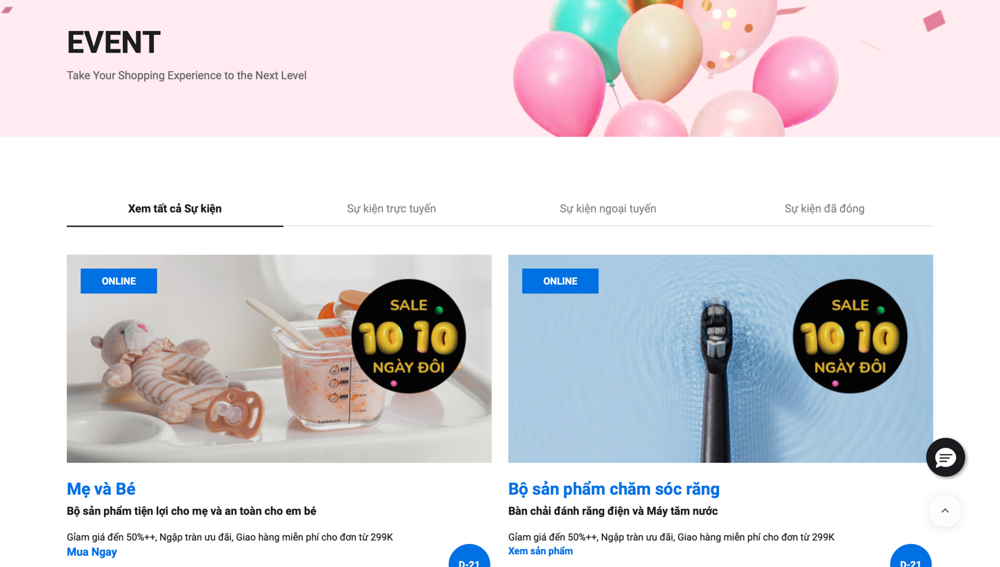 EVENT
Take Your Shopping Experience to the Next Level
Xem tất cả Sự kiện
Sự kiện trực tuyến
Sự kiện ngoại tuyến
Sự kiện đã đóng
ONLINE
SALE
10 10
NGÀY ĐÔI
LocknLock
Mẹ và Bé
Bộ sản phẩm tiện lợi cho mẹ và an toàn cho em bé
Giảm giá đến 50%++, Ngập tràn ưu đãi, Giao hàng miễn phí cho đơn từ 299K
Mua Ngay
D-21
ONLINE
SALE
10 10
NGÀY ĐÔI
Bộ sản phẩm chăm sóc răng
Bàn chải đánh răng điện và Máy tăm nước
Giảm giá đến 50%++, Ngập tràn ưu đãi, Giao hàng miễn phí cho đơn từ 299K
Xem sản phẩm
D-21